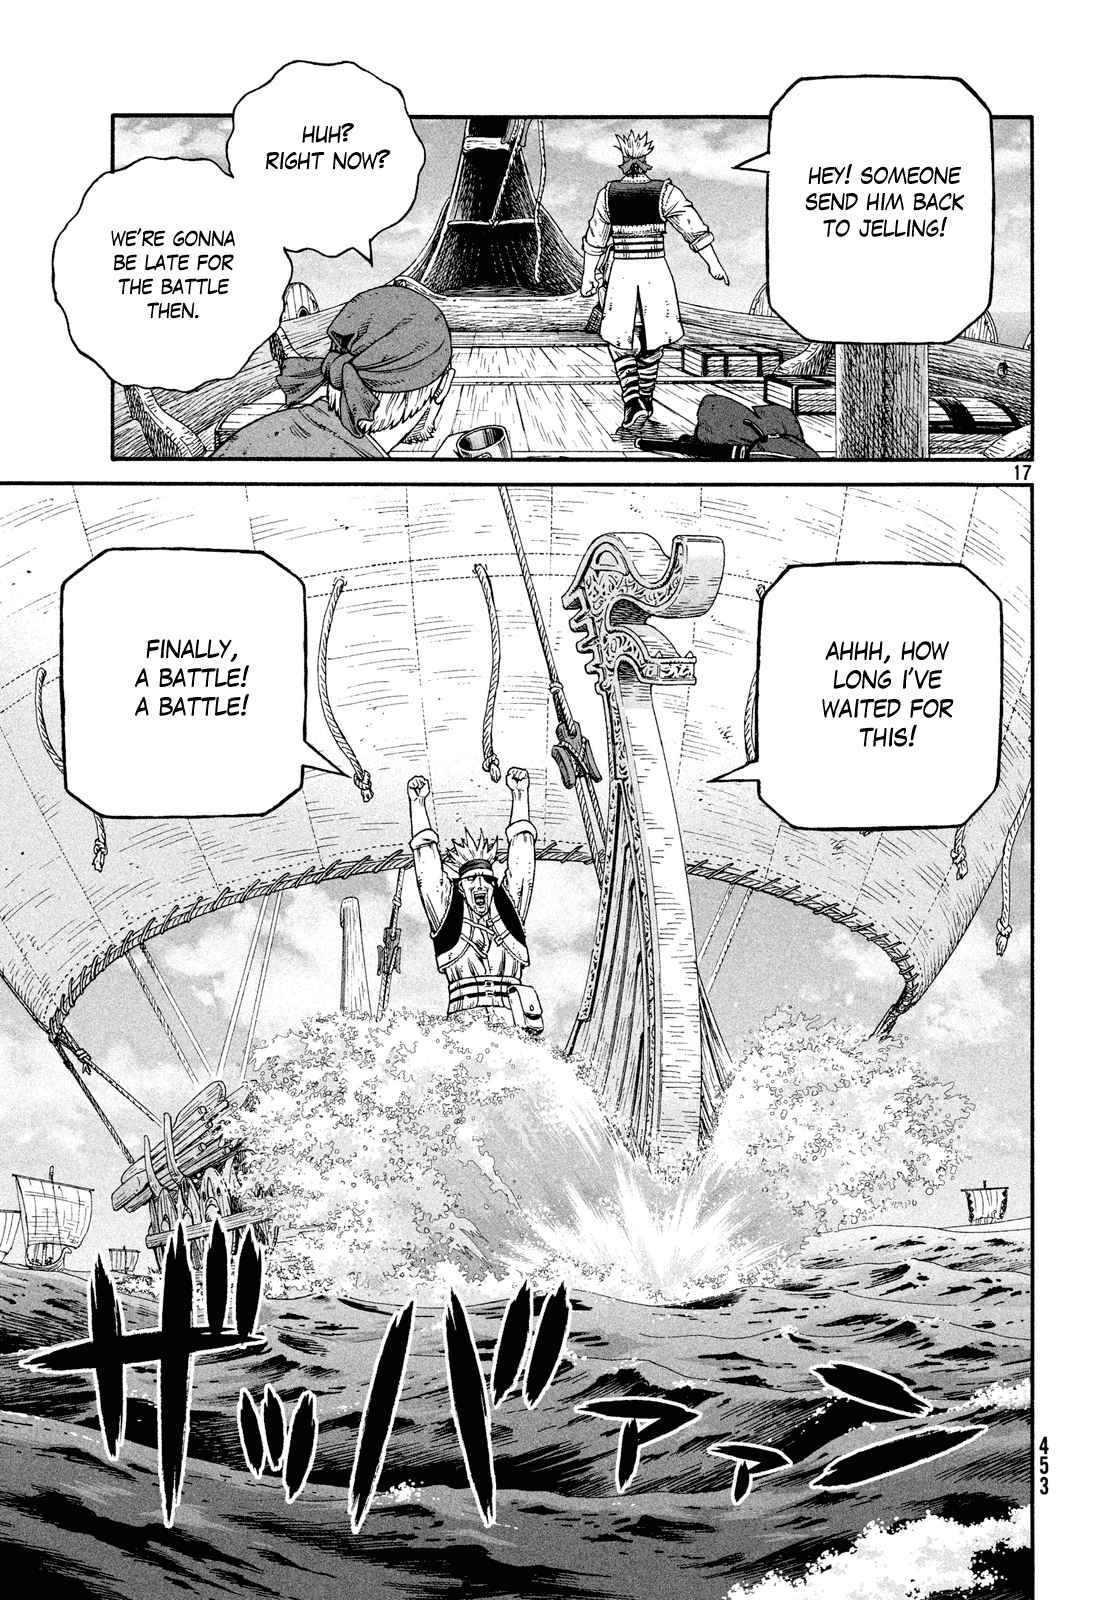 HEY! SOMEONE
SEND HIM BACK
TO JELLING!
HUH?
RIGHT NOW?
WE'RE GONNA
BE LATE FOR
THE BATTLE
THEN.
17
AHHH, HOW
LONG I'VE
WAITED FOR
THIS!
FINALLY,
A BATTLE!
A BATTLE!
ザッバァァン
453